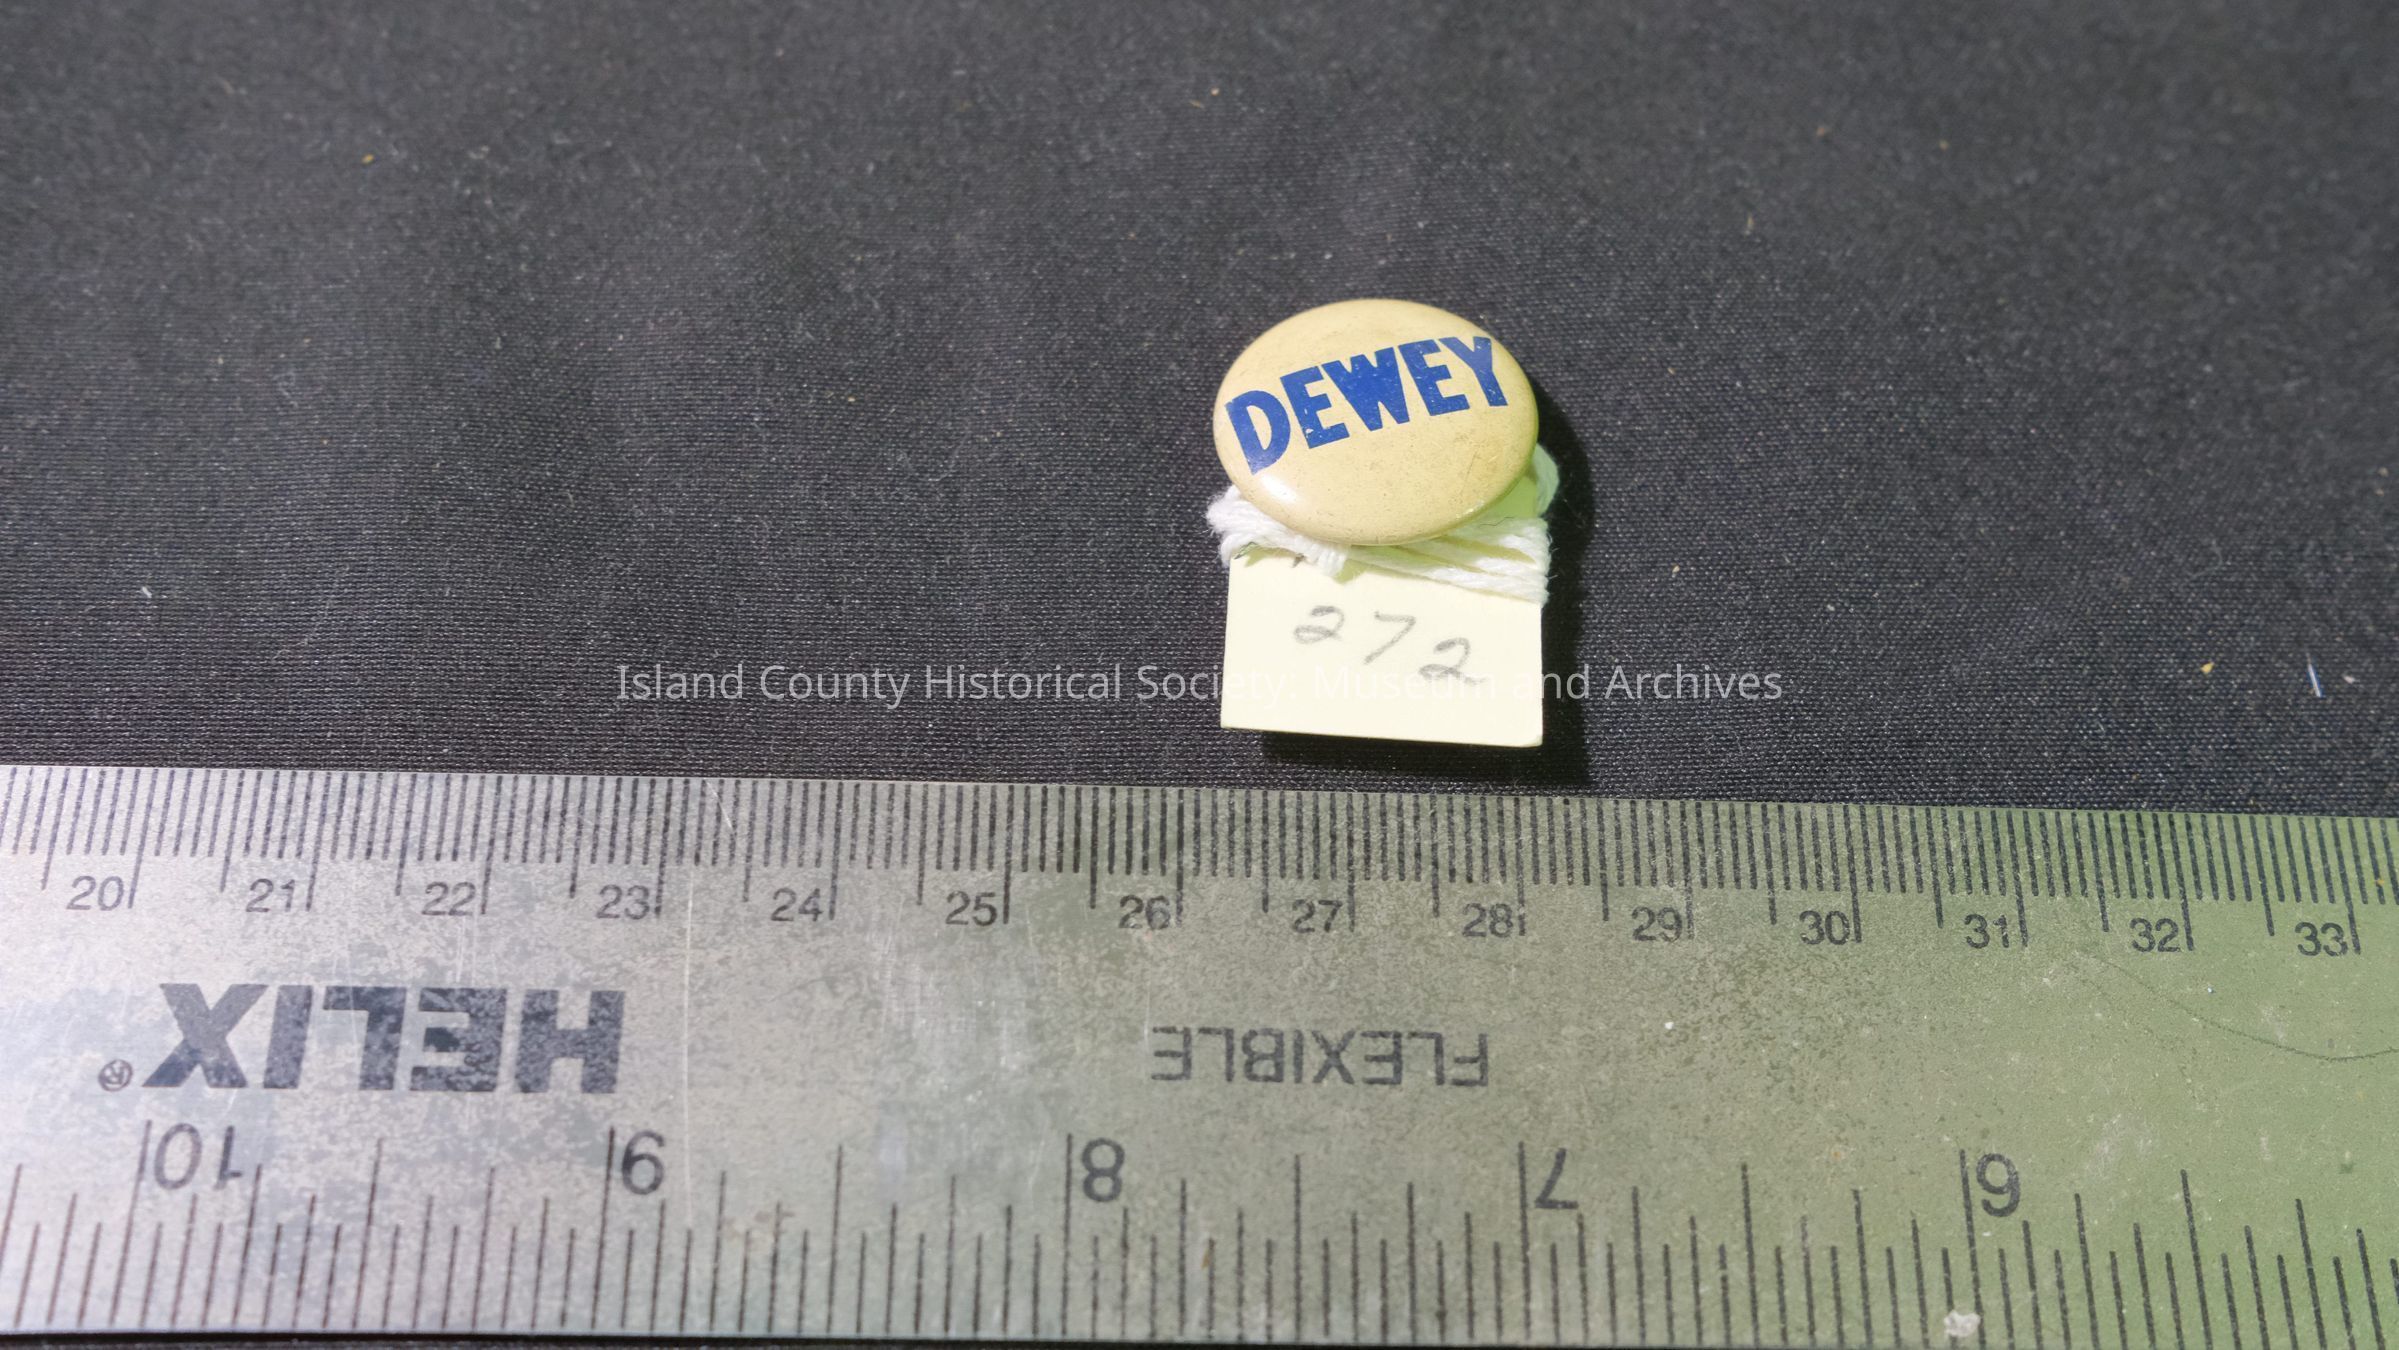 DEWEY
272
Island County Historical Society: Museum and Archives
20 21 22 23 24 25 26 27 28 29 30 31 32 33
HELIX®
FLEXIBLE
10 9 8 7 6